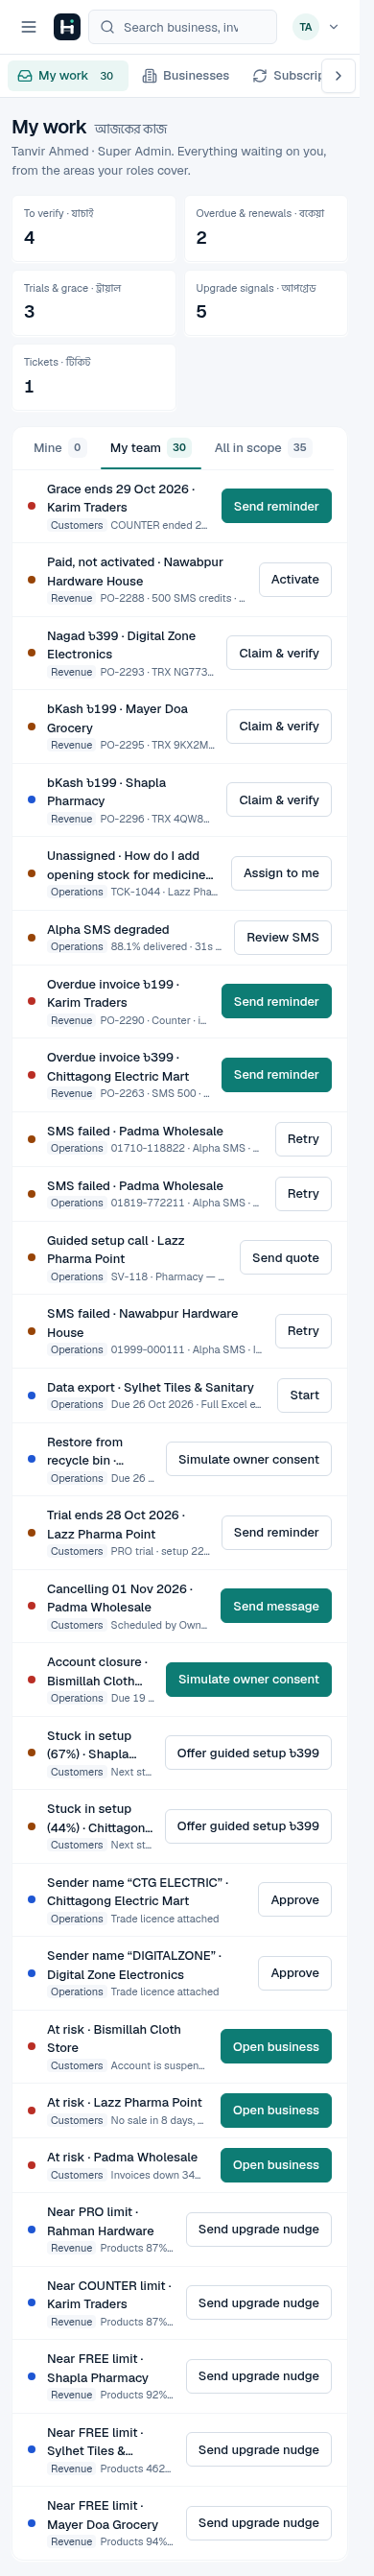 Search business, inv
TA
My work 30
Businesses
Subscrip
My work আজকের কাজ
Tanvir Ahmed · Super Admin. Everything waiting on you,
from the areas your roles cover.
To verify · যাচাই
4
Overdue & renewals · বকেয়া
2
Trials & grace · ট্রায়াল
3
Upgrade signals · আপগ্রেড
5
Tickets · টিকিট
1
Mine 0
My team 30
All in scope 35
Grace ends 29 Oct 2026 ·
Karim Traders
Customers COUNTER ended 2...
Send reminder
Paid, not activated · Nawabpur
Hardware House
Revenue PO-2288 · 500 SMS credits · ...
Activate
Nagad ৳399 · Digital Zone
Electronics
Revenue PO-2293 · TRX NG773...
Claim & verify
bKash ৳199 · Mayer Doa
Grocery
Revenue PO-2295 · TRX 9KX2M...
Claim & verify
bKash ৳199 · Shapla
Pharmacy
Revenue PO-2296 · TRX 4QW8...
Claim & verify
Unassigned · How do I add
opening stock for medicine...
Operations TCK-1044 · Lazz Pha...
Assign to me
Alpha SMS degraded
Operations 88.1% delivered · 31s ...
Review SMS
Overdue invoice ৳199 ·
Karim Traders
Revenue PO-2290 · Counter · i...
Send reminder
Overdue invoice ৳399 ·
Chittagong Electric Mart
Revenue PO-2263 · SMS 500 · ...
Send reminder
SMS failed · Padma Wholesale
Operations 01710-118822 · Alpha SMS · ...
Retry
SMS failed · Padma Wholesale
Operations 01819-772211 · Alpha SMS · ...
Retry
Guided setup call · Lazz
Pharma Point
Operations SV-118 · Pharmacy — ...
Send quote
SMS failed · Nawabpur Hardware
House
Operations 01999-000111 · Alpha SMS · I...
Retry
Data export · Sylhet Tiles & Sanitary
Operations Due 26 Oct 2026 · Full Excel e...
Start
Restore from
recycle bin ·...
Operations Due 26 ...
Simulate owner consent
Trial ends 28 Oct 2026 ·
Lazz Pharma Point
Customers PRO trial · setup 22...
Send reminder
Cancelling 01 Nov 2026 ·
Padma Wholesale
Customers Scheduled by Own...
Send message
Account closure ·
Bismillah Cloth...
Operations Due 19 ...
Simulate owner consent
Stuck in setup
(67%) · Shapla...
Customers Next st...
Offer guided setup ৳399
Stuck in setup
(44%) · Chittagon...
Customers Next st...
Offer guided setup ৳399
Sender name “CTG ELECTRIC” ·
Chittagong Electric Mart
Operations Trade licence attached
Approve
Sender name “DIGITALZONE” ·
Digital Zone Electronics
Operations Trade licence attached
Approve
At risk · Bismillah Cloth
Store
Customers Account is suspen...
Open business
At risk · Lazz Pharma Point
Customers No sale in 8 days, ...
Open business
At risk · Padma Wholesale
Customers Invoices down 34...
Open business
Near PRO limit ·
Rahman Hardware
Revenue Products 87%...
Send upgrade nudge
Near COUNTER limit ·
Karim Traders
Revenue Products 87%...
Send upgrade nudge
Near FREE limit ·
Shapla Pharmacy
Revenue Products 92%...
Send upgrade nudge
Near FREE limit ·
Sylhet Tiles &...
Revenue Products 462...
Send upgrade nudge
Near FREE limit ·
Mayer Doa Grocery
Revenue Products 94%...
Send upgrade nudge